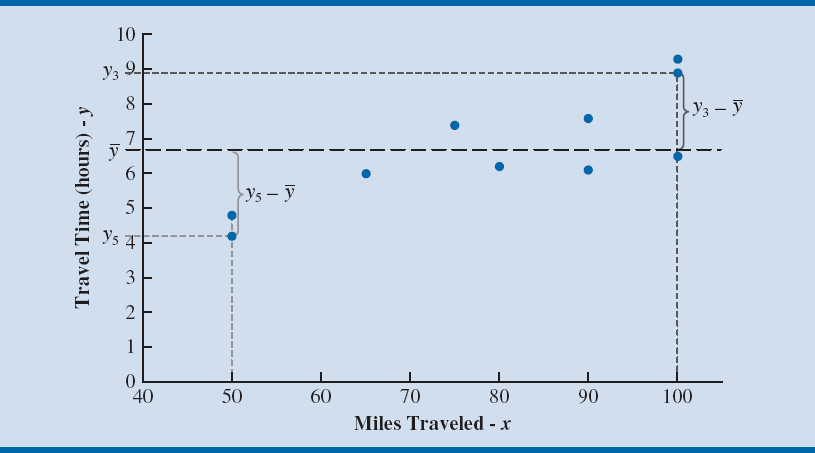 10
y₃ 9
8
y₃ – y̅
7
y̅
6
y₅ – y̅
5
y₅ 4
3
2
1
0
40 50 60 70 80 90 100
Travel Time (hours) - y
Miles Traveled - x